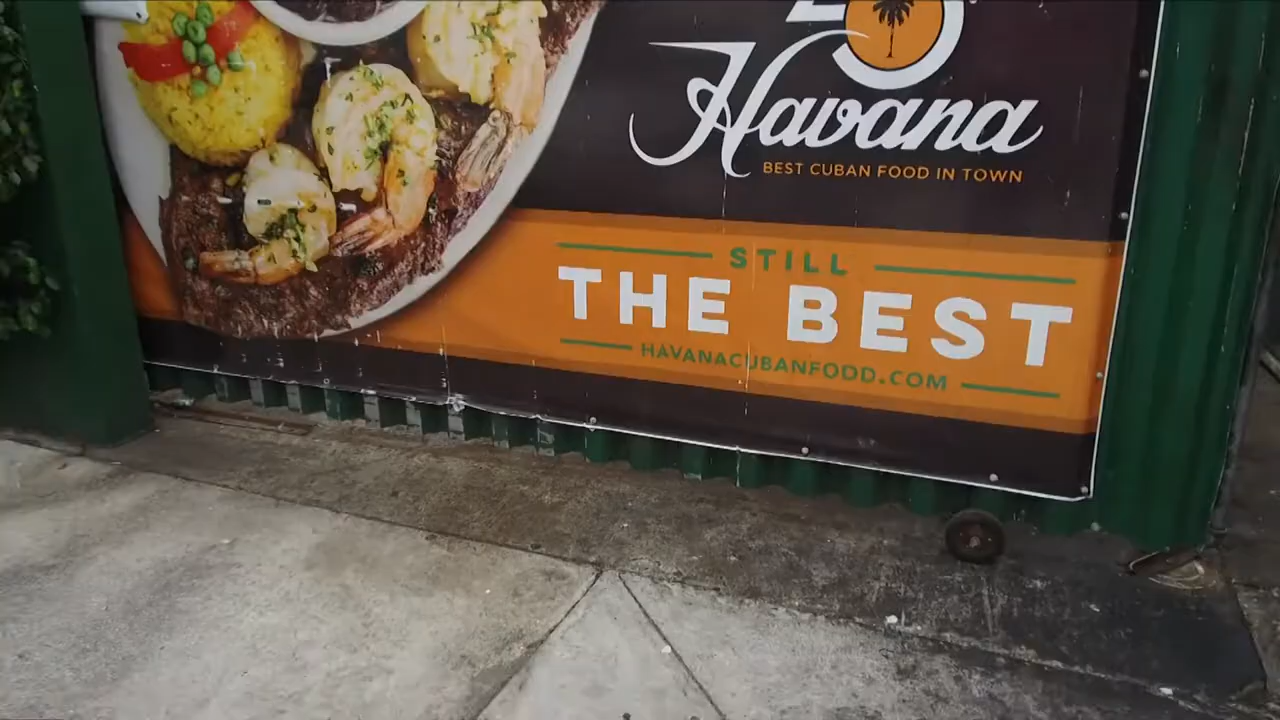 Havana
BEST CUBAN FOOD IN TOWN
STILL
THE BEST
HAVANACUBANFODD.COM